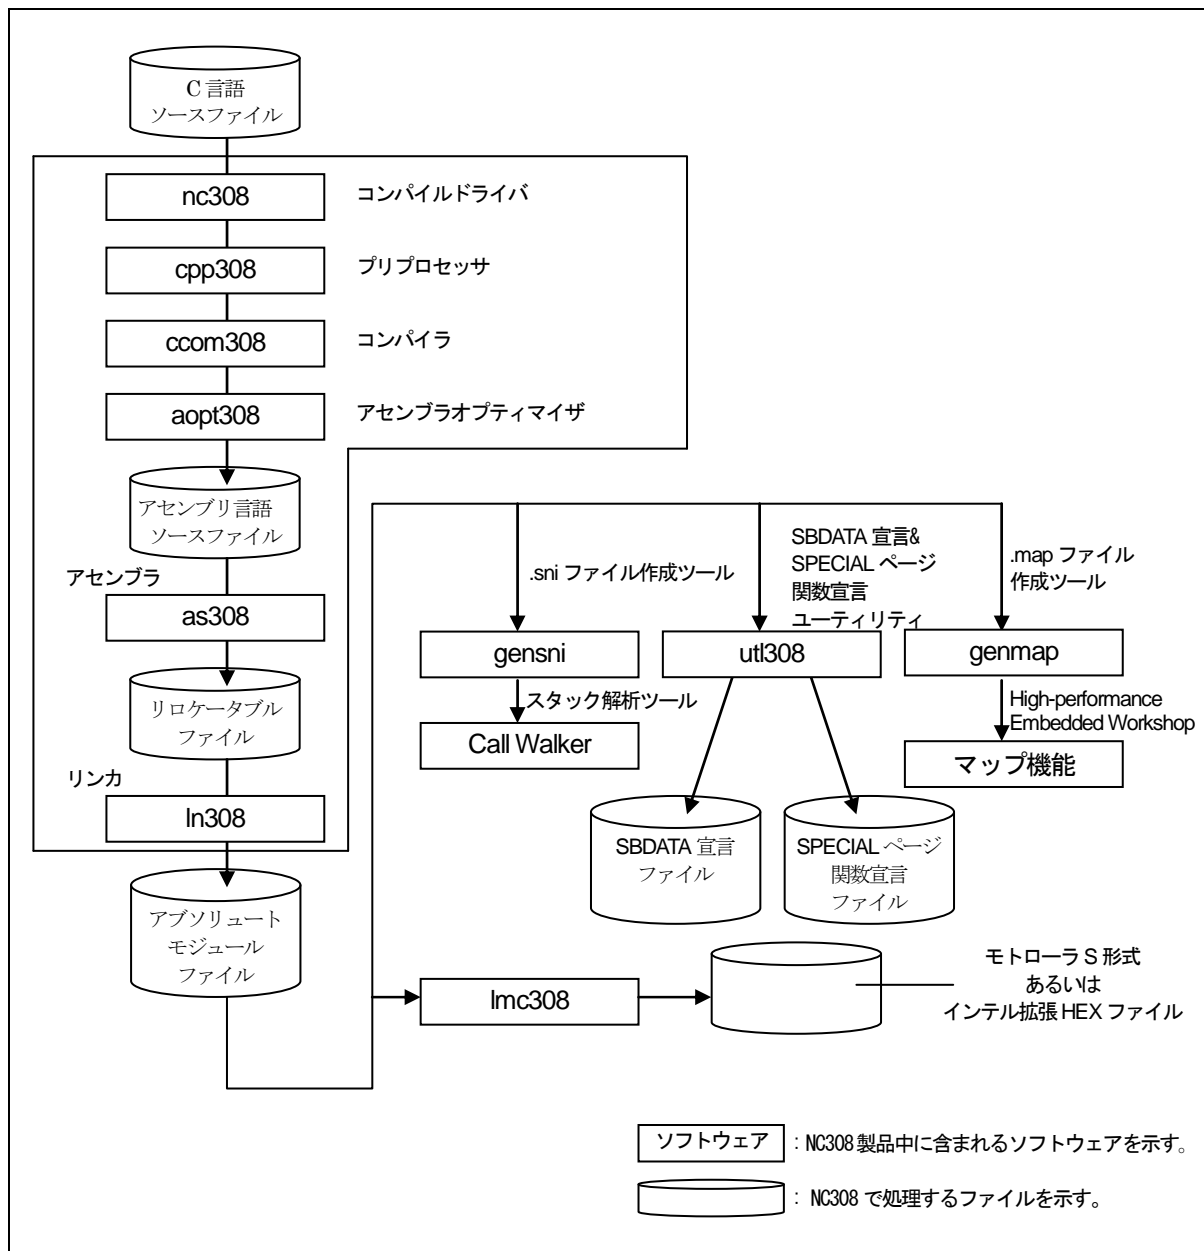 C 言語
ソースファイル
nc308
コンパイルドライバ
cpp308
プリプロセッサ
ccom308
コンパイラ
aopt308
アセンブラオプティマイザ
アセンブリ言語
ソースファイル
アセンブラ
as308
リロケータブル
ファイル
リンカ
ln308
アブソリュート
モジュール
ファイル
.sni ファイル作成ツール
gensni
スタック解析ツール
Call Walker
SBDATA 宣言&
SPECIAL ページ
関数宣言
ユーティリティ
utl308
SBDATA 宣言
ファイル
SPECIAL ページ
関数宣言
ファイル
.map ファイル
作成ツール
genmap
High-performance
Embedded Workshop
マップ機能
lmc308
モトローラ S 形式
あるいは
インテル拡張 HEX ファイル
ソフトウェア : NC308 製品中に含まれるソフトウェアを示す。
: NC308 で処理するファイルを示す。